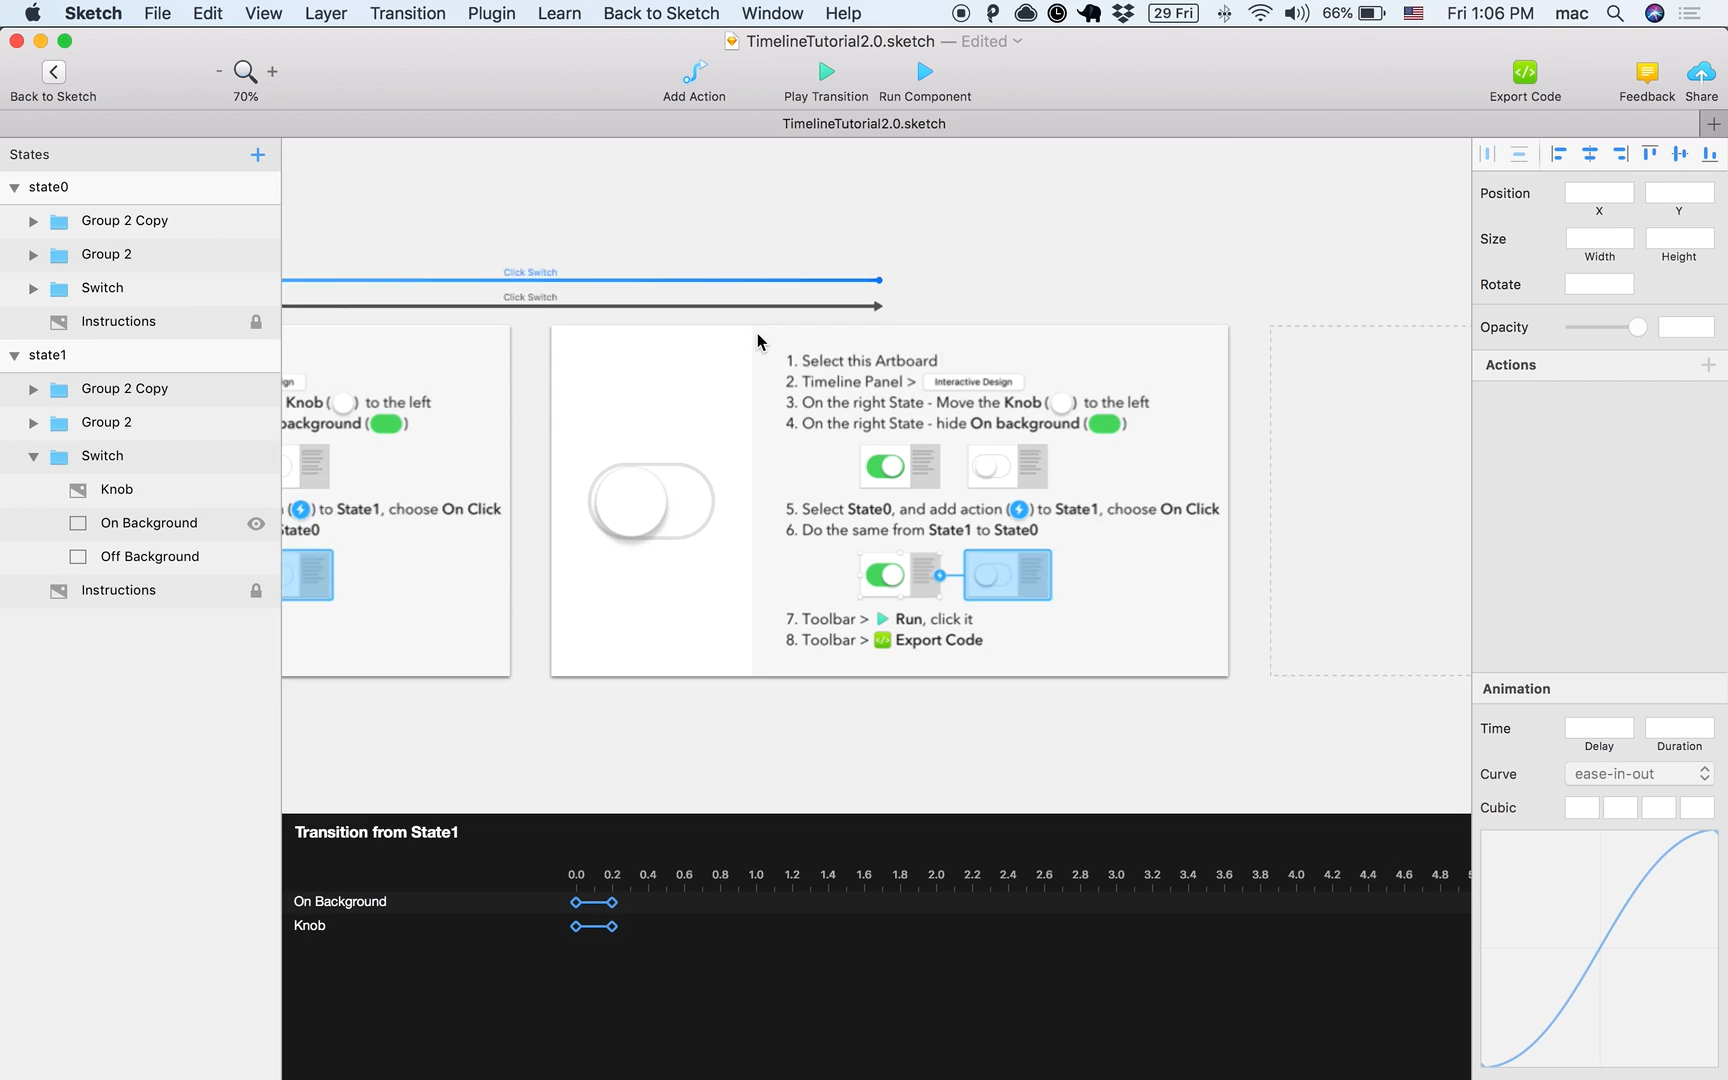 Sketch File Edit View Layer Transition Plugin Learn Back to Sketch Window Help 29 Fri 66% Fri 1:06 PM mac
TimelineTutorial2.0.sketch — Edited
Back to Sketch - + 70% Add Action Play Transition Run Component Export Code Feedback Share
TimelineTutorial2.0.sketch
States
state0
Group 2 Copy
Group 2
Switch
Instructions
state1
Group 2 Copy
Group 2
Switch
Knob
On Background
Off Background
Instructions
Click Switch
Click Switch
Knob ( ) to the left
background ( )
( ) to State1, choose On Click
State0
1. Select this Artboard
2. Timeline Panel > Interactive Design
3. On the right State - Move the Knob ( ) to the left
4. On the right State - hide On background ( )
5. Select State0, and add action ( ) to State1, choose On Click
6. Do the same from State1 to State0
7. Toolbar > Run, click it
8. Toolbar > Export Code
Position
X Y
Size
Width Height
Rotate
Opacity
Actions
Animation
Time
Delay Duration
Curve ease-in-out
Cubic
Transition from State1
0.0 0.2 0.4 0.6 0.8 1.0 1.2 1.4 1.6 1.8 2.0 2.2 2.4 2.6 2.8 3.0 3.2 3.4 3.6 3.8 4.0 4.2 4.4 4.6 4.8
On Background
Knob